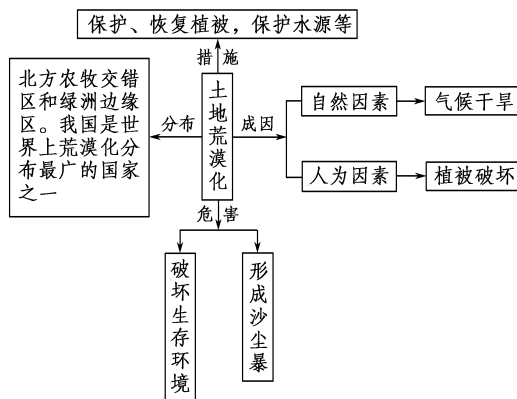 保护、恢复植被，保护水源等
措施
北方农牧交错
区和绿洲边缘
区。我国是世
界上荒漠化分
布最广的国家
之一
分布
土地荒漠化
成因
自然因素
气候干旱
人为因素
植被破坏
危害
破坏生存环境
形成沙尘暴